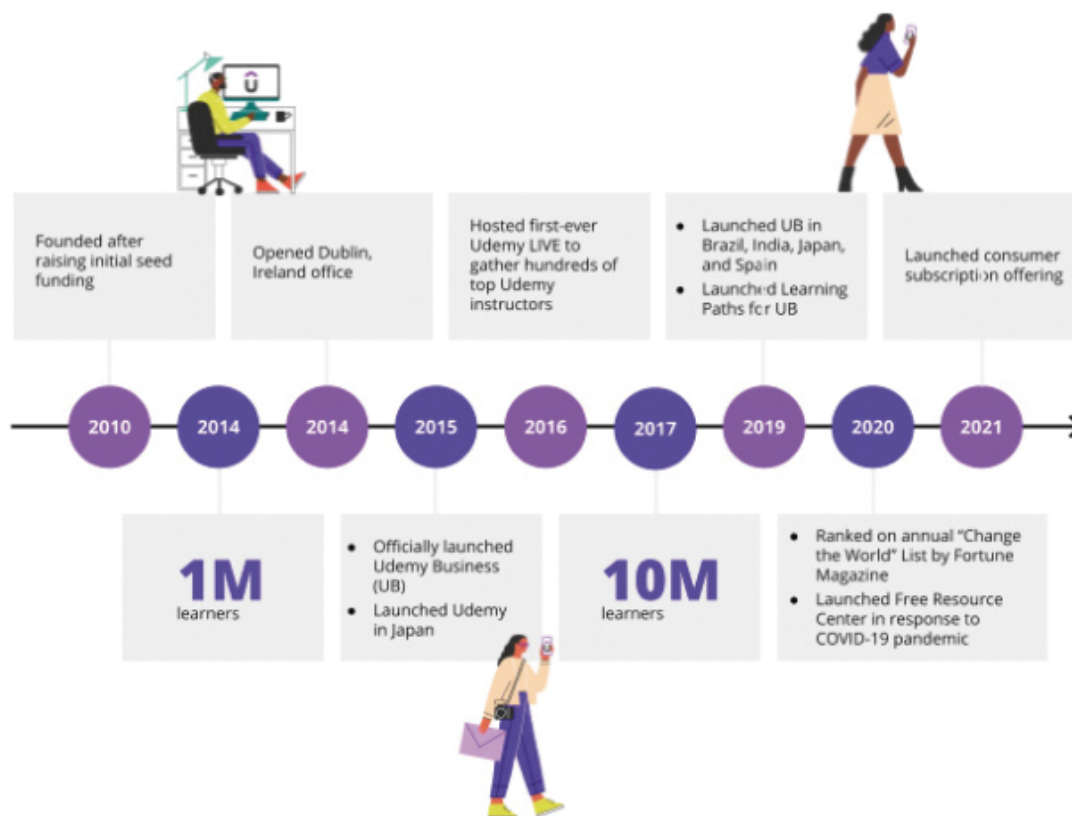 Founded after
raising initial seed
funding
Opened Dublin,
Ireland office
Hosted first-ever
Udemy LIVE to
gather hundreds of
top Udemy
instructors
● Launched UB in
Brazil, India, Japan,
and Spain
● Launched Learning
Paths for UB
Launched consumer
subscription offering
2010
2014
2014
2015
2016
2017
2019
2020
2021
1M
learners
● Officially launched
Udemy Business
(UB)
● Launched Udemy
in Japan
10M
learners
● Ranked on annual “Change
the World” List by Fortune
Magazine
● Launched Free Resource
Center in response to
COVID-19 pandemic